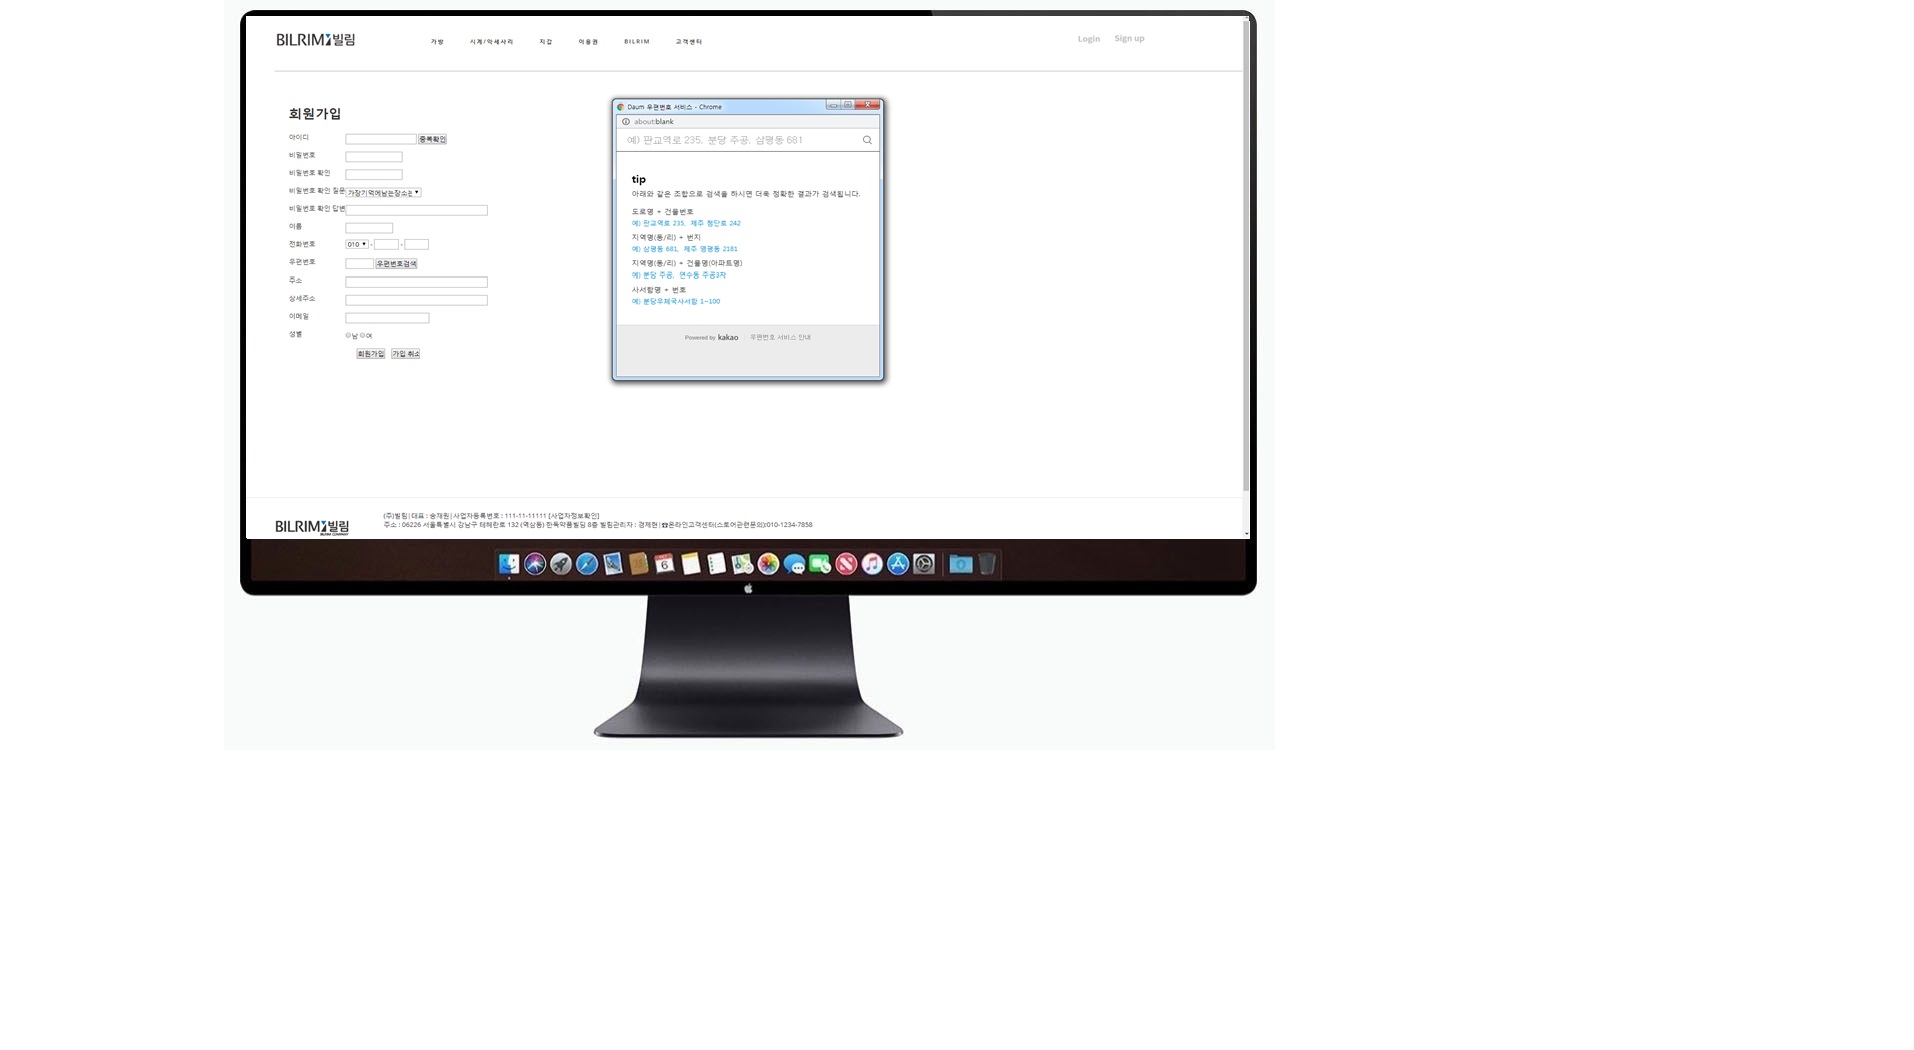 BILRIM 빌림
가방 시계/악세사리 지갑 이용권 BILRIM 고객센터
Login Sign up
회원가입
아이디 중복확인
비밀번호
비밀번호 확인
비밀번호 확인 질문 가장기억에남는장소는
비밀번호 확인 답변
이름
전화번호 010 - -
우편번호 우편번호검색
주소
상세주소
이메일
성별 남 여
회원가입 가입 취소
Daum 우편번호 서비스 - Chrome
about:blank
예) 판교역로 235, 분당 주공, 삼평동 681
tip
아래와 같은 조합으로 검색을 하시면 더욱 정확한 결과가 검색됩니다.
도로명 + 건물번호
예) 판교역로 235, 제주 첨단로 242
지역명(동/리) + 번지
예) 삼평동 681, 제주 영평동 2181
지역명(동/리) + 건물명(아파트명)
예) 분당 주공, 연수동 주공3차
사서함명 + 번호
예) 분당우체국사서함 1~100
Powered by kakao 우편번호 서비스 안내
BILRIM 빌림
BILRIM COMPANY
(주)빌림|대표 : 송재원|사업자등록번호 : 111-11-11111 [사업자정보확인]
주소 : 06226 서울특별시 강남구 테헤란로 132 (역삼동) 한독약품빌딩 8층 빌림관리자 : 경제현|☎온라인고객센터(스토어관련문의):010-1234-7858
6